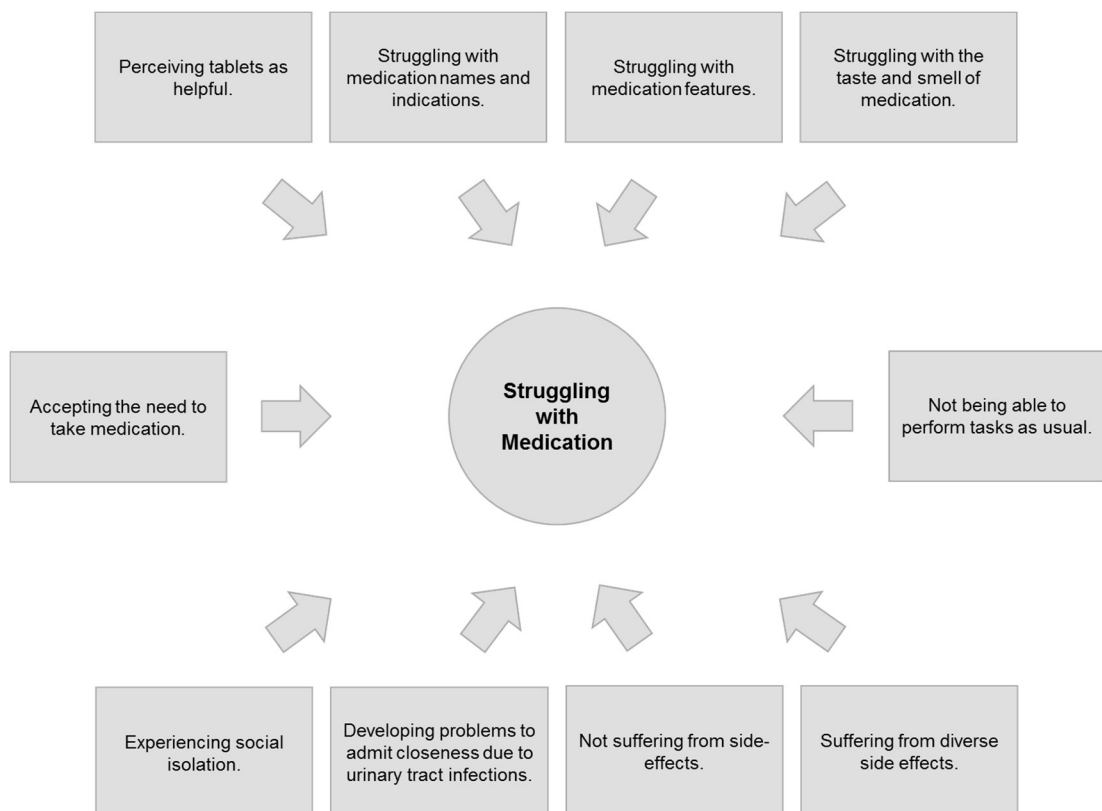 Perceiving tablets as
helpful.
Struggling with
medication names and
indications.
Struggling with
medication features.
Struggling with the
taste and smell of
medication.
Accepting the need to
take medication.
Struggling
with
Medication
Not being able to
perform tasks as usual.
Experiencing social
isolation.
Developing problems to
admit closeness due to
urinary tract infections.
Not suffering from side-
effects.
Suffering from diverse
side effects.